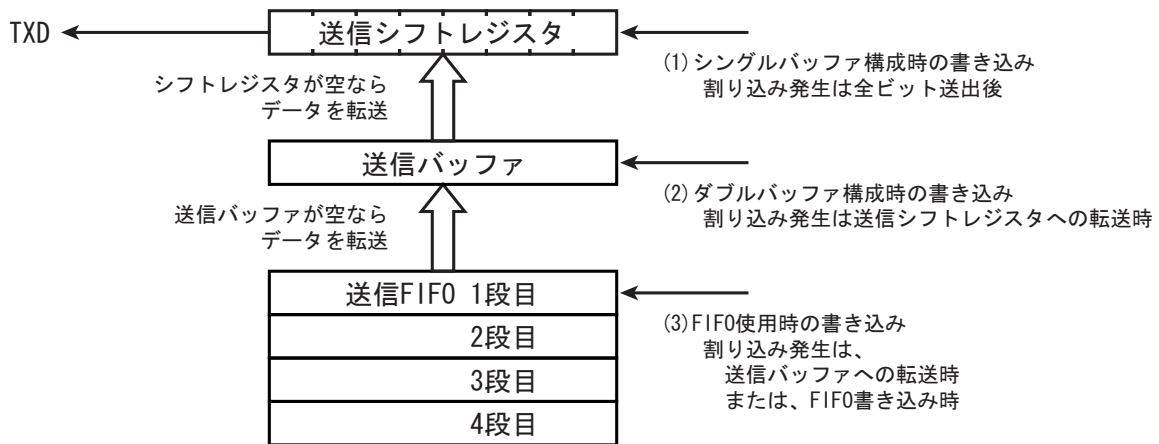 TXD
送信シフトレジスタ
(1)シングルバッファ構成時の書き込み
割り込み発生は全ビット送出後
シフトレジスタが空なら
データを転送
送信バッファ
(2)ダブルバッファ構成時の書き込み
割り込み発生は送信シフトレジスタへの転送時
送信バッファが空なら
データを転送
送信FIFO 1段目
2段目
3段目
4段目
(3)FIFO使用時の書き込み
割り込み発生は、
送信バッファへの転送時
または、FIFO書き込み時